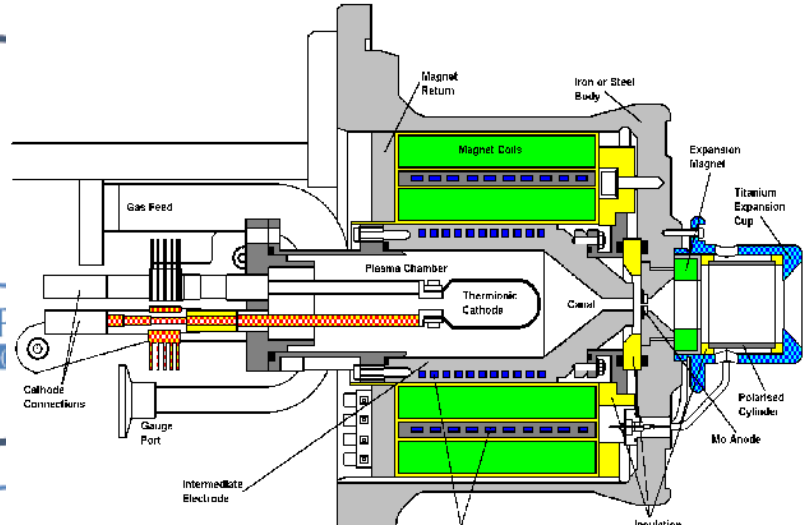 Magnet
Return
Iron or Steel
Body
Magnet Coils
Expansion
Magnet
Titanium
Expansion
Cup
Gas Feed
Plasma Chamber
Thermionic
Cathode
Canal
Cathode
Connections
Gauge
Port
Polarised
Cylinder
Mo Anode
Intermediate
Electrode
Insulation